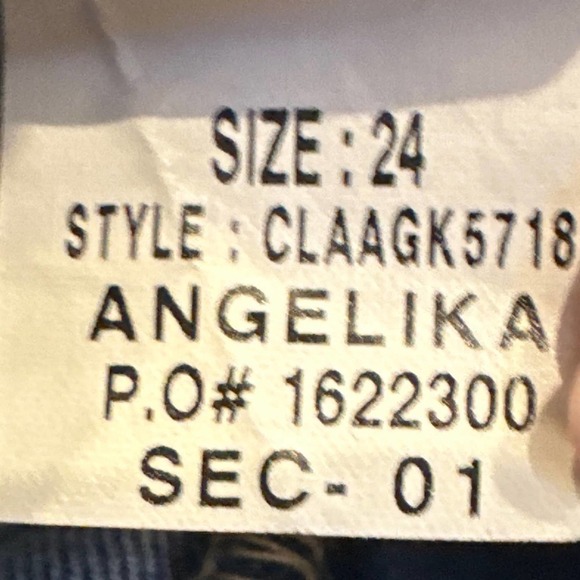 SIZE : 24
STYLE : CLAAGK5718
ANGELIKA
P.O# 1622300
SEC- 01